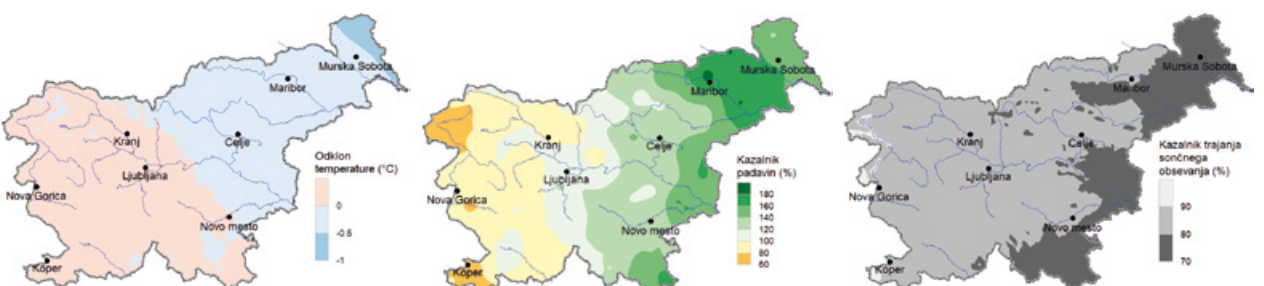 Murska Sobota
Maribor
Kranj
Celje
Ljubljana
Nova Gorica
Novo mesto
Koper
Odklon
temperature (°C)
0
-0.5
-1
Murska Sobota
Maribor
Kranj
Celje
Ljubljana
Nova Gorica
Novo mesto
Koper
Kazalnik
padavin (%)
180
160
140
120
100
80
60
Murska Sobota
Maribor
Kranj
Celje
Ljubljana
Nova Gorica
Novo mesto
Koper
Kazalnik trajanja
sončnega
obsevanja (%)
90
80
70